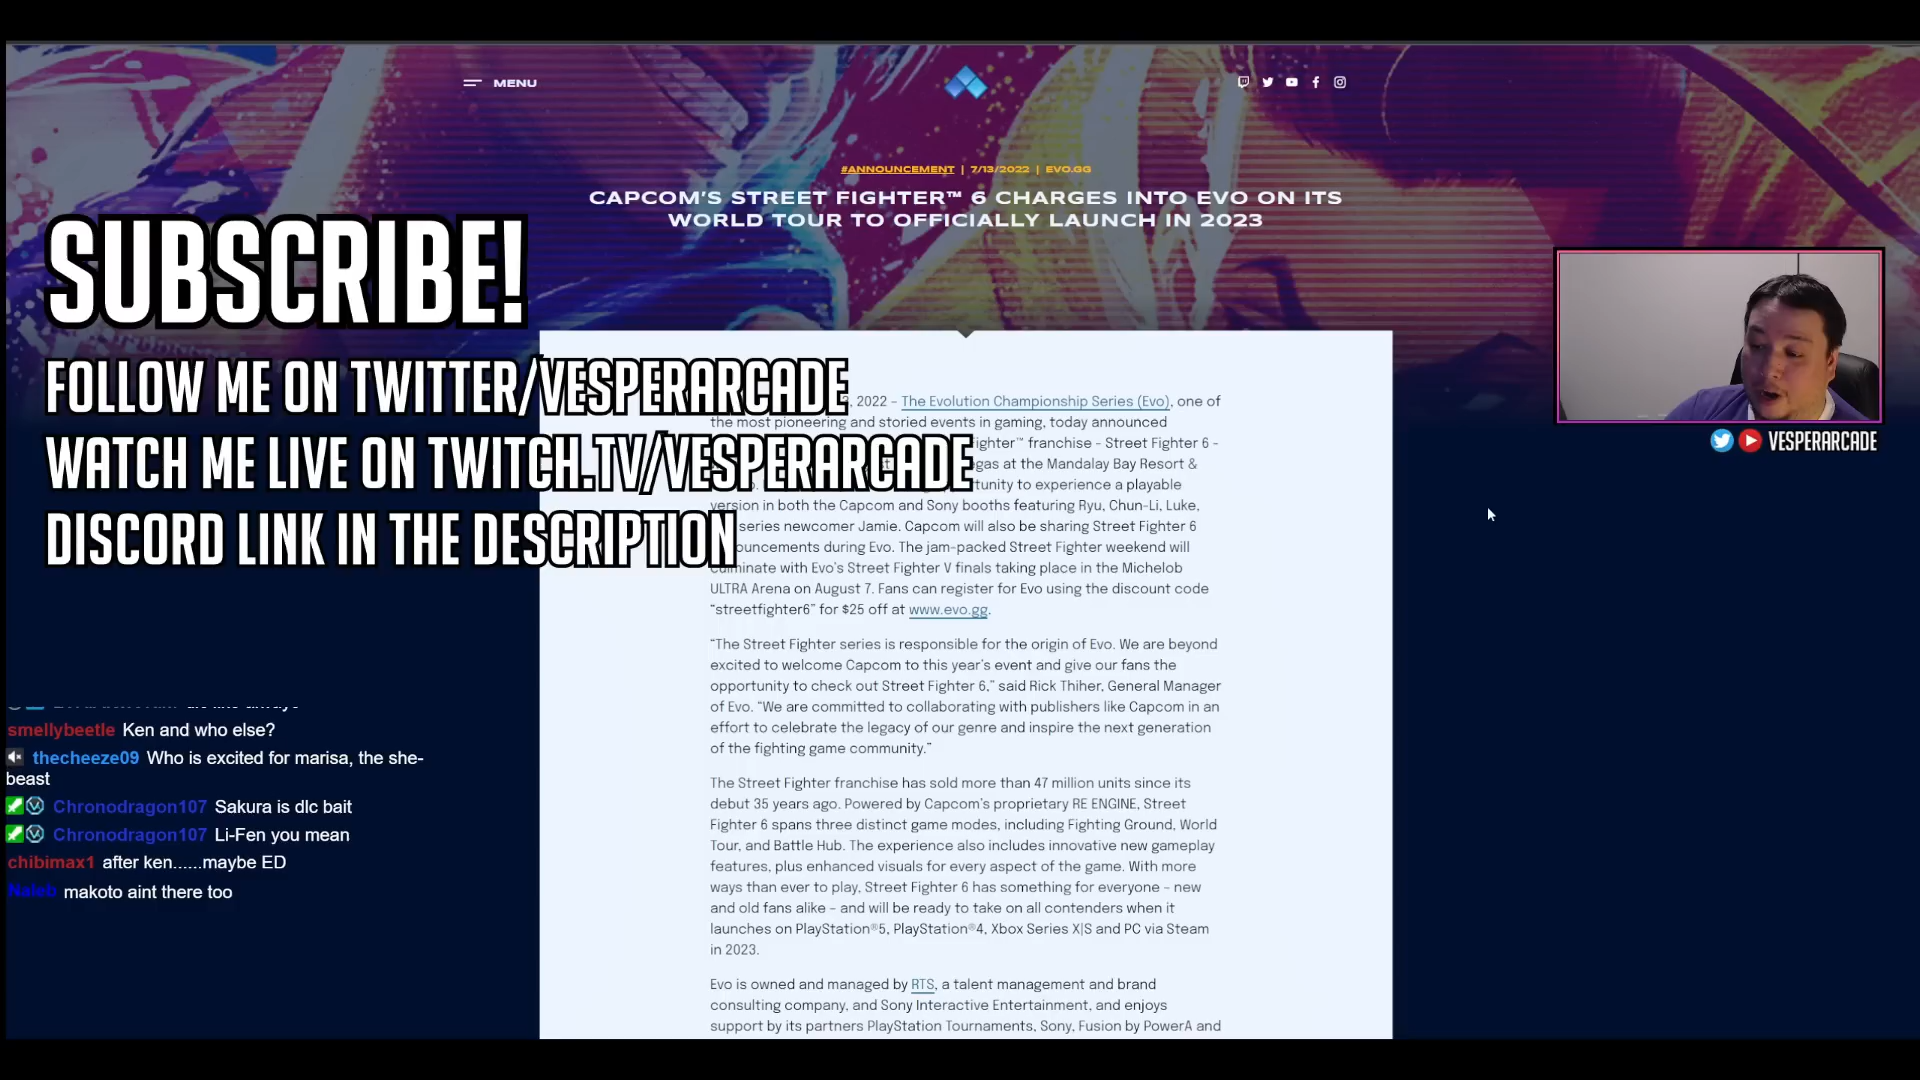 MENU
#ANNOUNCEMENT | 7/13/2022 | EVO.GG
CAPCOM'S STREET FIGHTER™ 6 CHARGES INTO EVO ON ITS
WORLD TOUR TO OFFICIALLY LAUNCH IN 2023
SUBSCRIBE!
FOLLOW ME ON TWITTER/VESPERARCADE
WATCH ME LIVE ON TWITCH.TV/VESPERARCADE
DISCORD LINK IN THE DESCRIPTION
VESPERARCADE
, 2022 – The Evolution Championship Series (Evo), one of
the most pioneering and storied events in gaming, today announced
franchise - Street Fighter 6 -
at the Mandalay Bay Resort &
to experience a playable
version in both the Capcom and Sony booths featuring Ryu, Chun-Li, Luke,
series newcomer Jamie. Capcom will also be sharing Street Fighter 6
during Evo. The jam-packed Street Fighter weekend will
culminate with Evo's Street Fighter V finals taking place in the Michelob
ULTRA Arena on August 7. Fans can register for Evo using the discount code
"streetfighter6" for $25 off at www.evo.gg.
"The Street Fighter series is responsible for the origin of Evo. We are beyond
excited to welcome Capcom to this year's event and give our fans the
opportunity to check out Street Fighter 6," said Rick Thiher, General Manager
of Evo. "We are committed to collaborating with publishers like Capcom in an
effort to celebrate the legacy of our genre and inspire the next generation
of the fighting game community."
The Street Fighter franchise has sold more than 47 million units since its
debut 35 years ago. Powered by Capcom's proprietary RE ENGINE, Street
Fighter 6 spans three distinct game modes, including Fighting Ground, World
Tour, and Battle Hub. The experience also includes innovative new gameplay
features, plus enhanced visuals for every aspect of the game. With more
ways than ever to play, Street Fighter 6 has something for everyone – new
and old fans alike – and will be ready to take on all contenders when it
launches on PlayStation®5, PlayStation®4, Xbox Series X|S and PC via Steam
in 2023.
Evo is owned and managed by RTS, a talent management and brand
consulting company, and Sony Interactive Entertainment, and enjoys
support by its partners PlayStation Tournaments, Sony, Fusion by PowerA and
smellybeetle Ken and who else?
thecheeze09 Who is excited for marisa, the she-
beast
Chronodragon107 Sakura is dlc bait
Chronodragon107 Li-Fen you mean
chibimax1 after ken......maybe ED
Naleb makoto aint there too